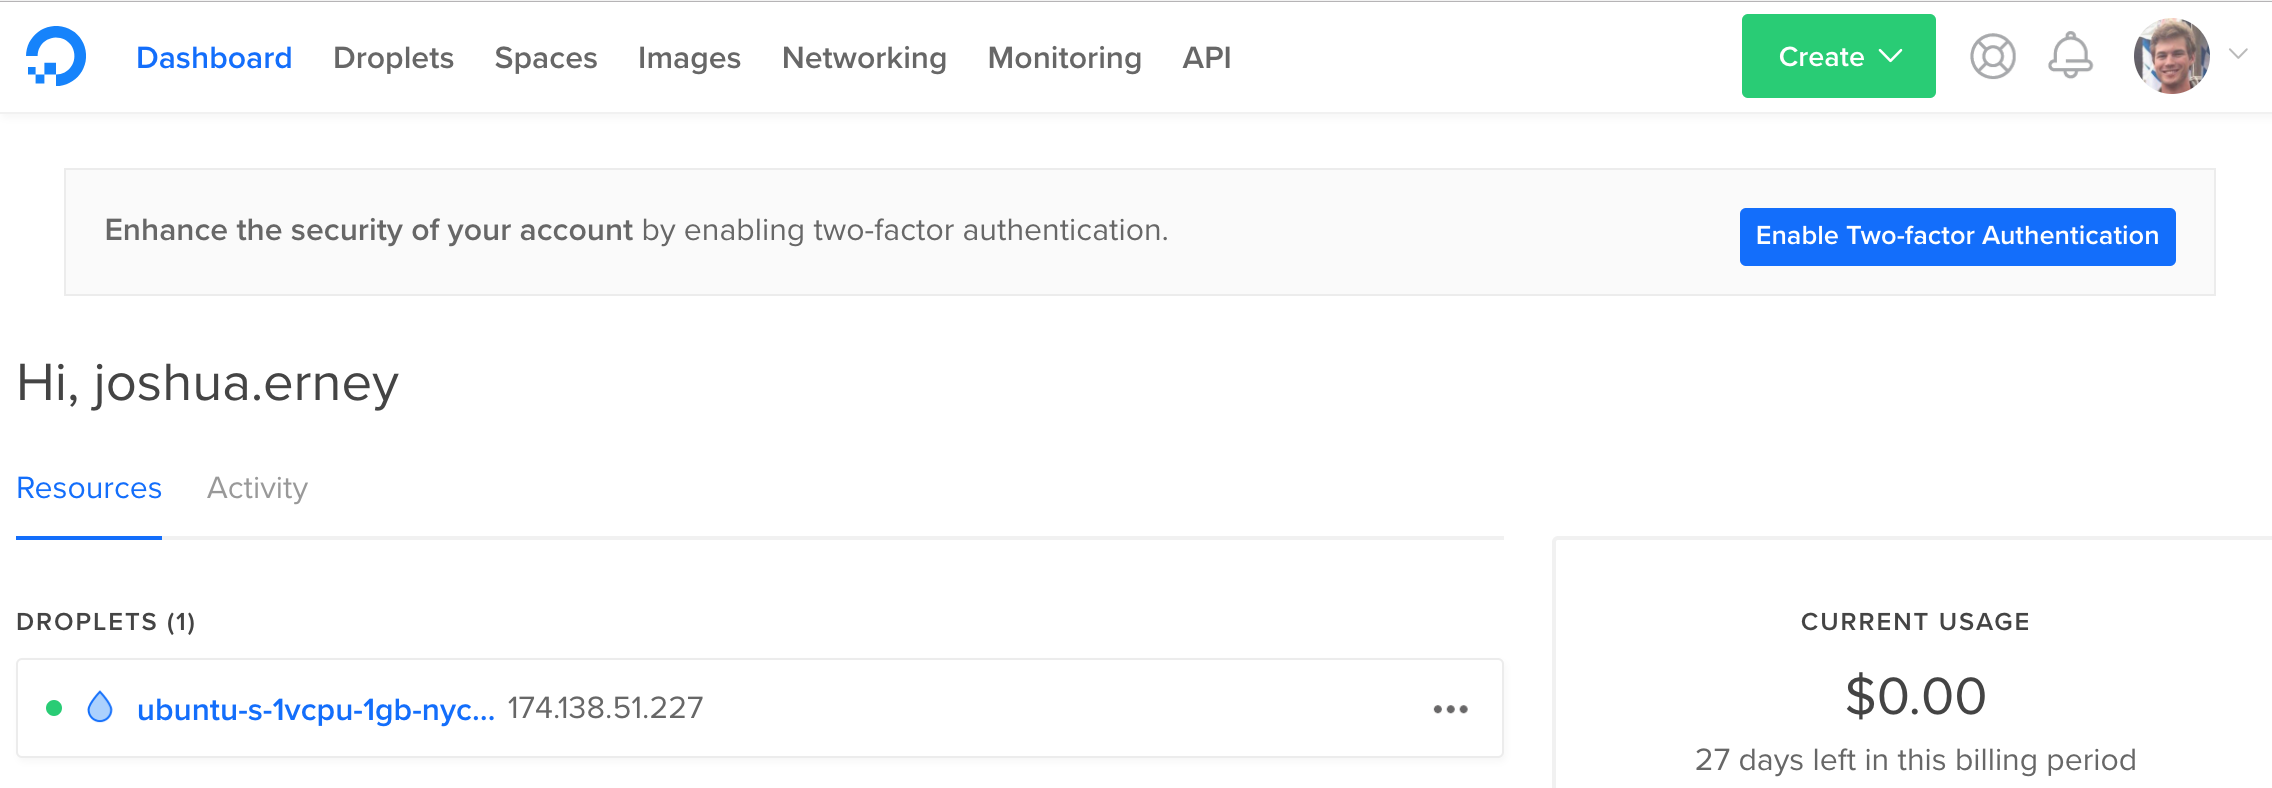 Dashboard Droplets Spaces Images Networking Monitoring API Create
Enhance the security of your account by enabling two-factor authentication. Enable Two-factor Authentication
Hi, joshua.erney
Resources Activity
DROPLETS (1)
ubuntu-s-1vcpu-1gb-nyc... 174.138.51.227
CURRENT USAGE
$0.00
27 days left in this billing period